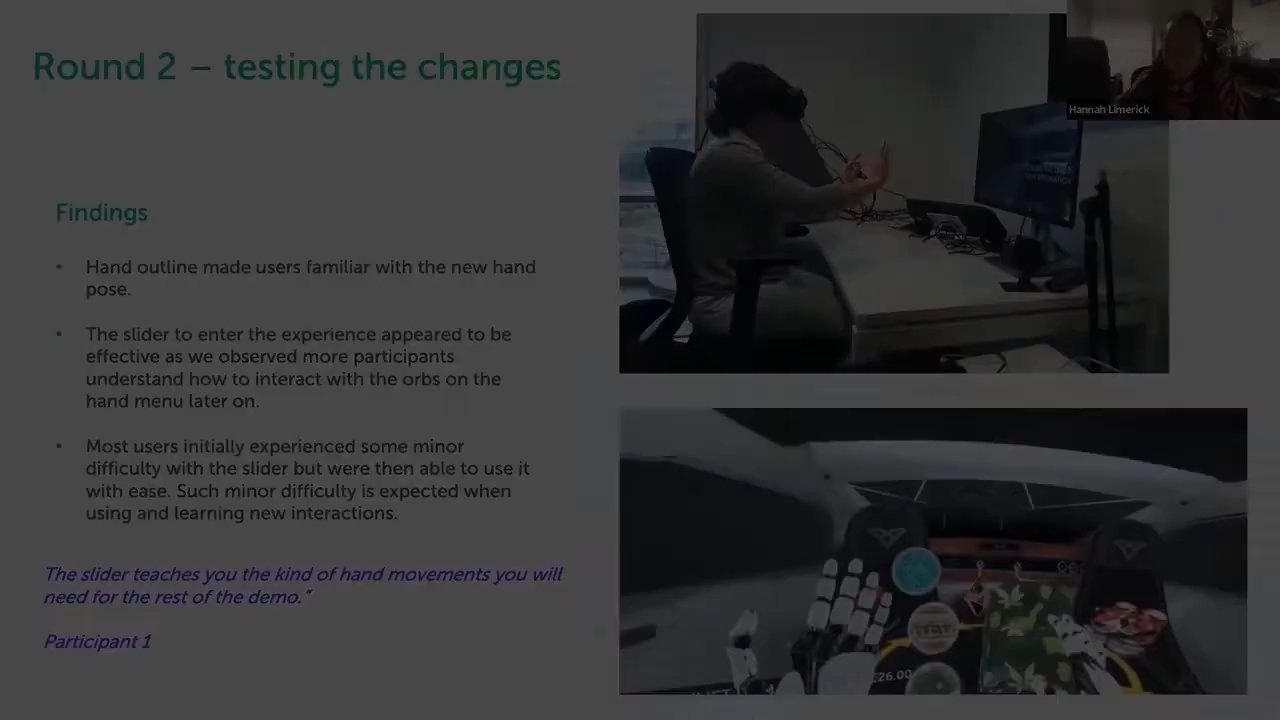 Round 2 – testing the changes
Hannah Limerick
Findings
• Hand outline made users familiar with the new hand
pose.
• The slider to enter the experience appeared to be
effective as we observed more participants
understand how to interact with the orbs on the
hand menu later on.
• Most users initially experienced some minor
difficulty with the slider but were then able to use it
with ease. Such minor difficulty is expected when
using and learning new interactions.
The slider teaches you the kind of hand movements you will
need for the rest of the demo.”
Participant 1
£26.00